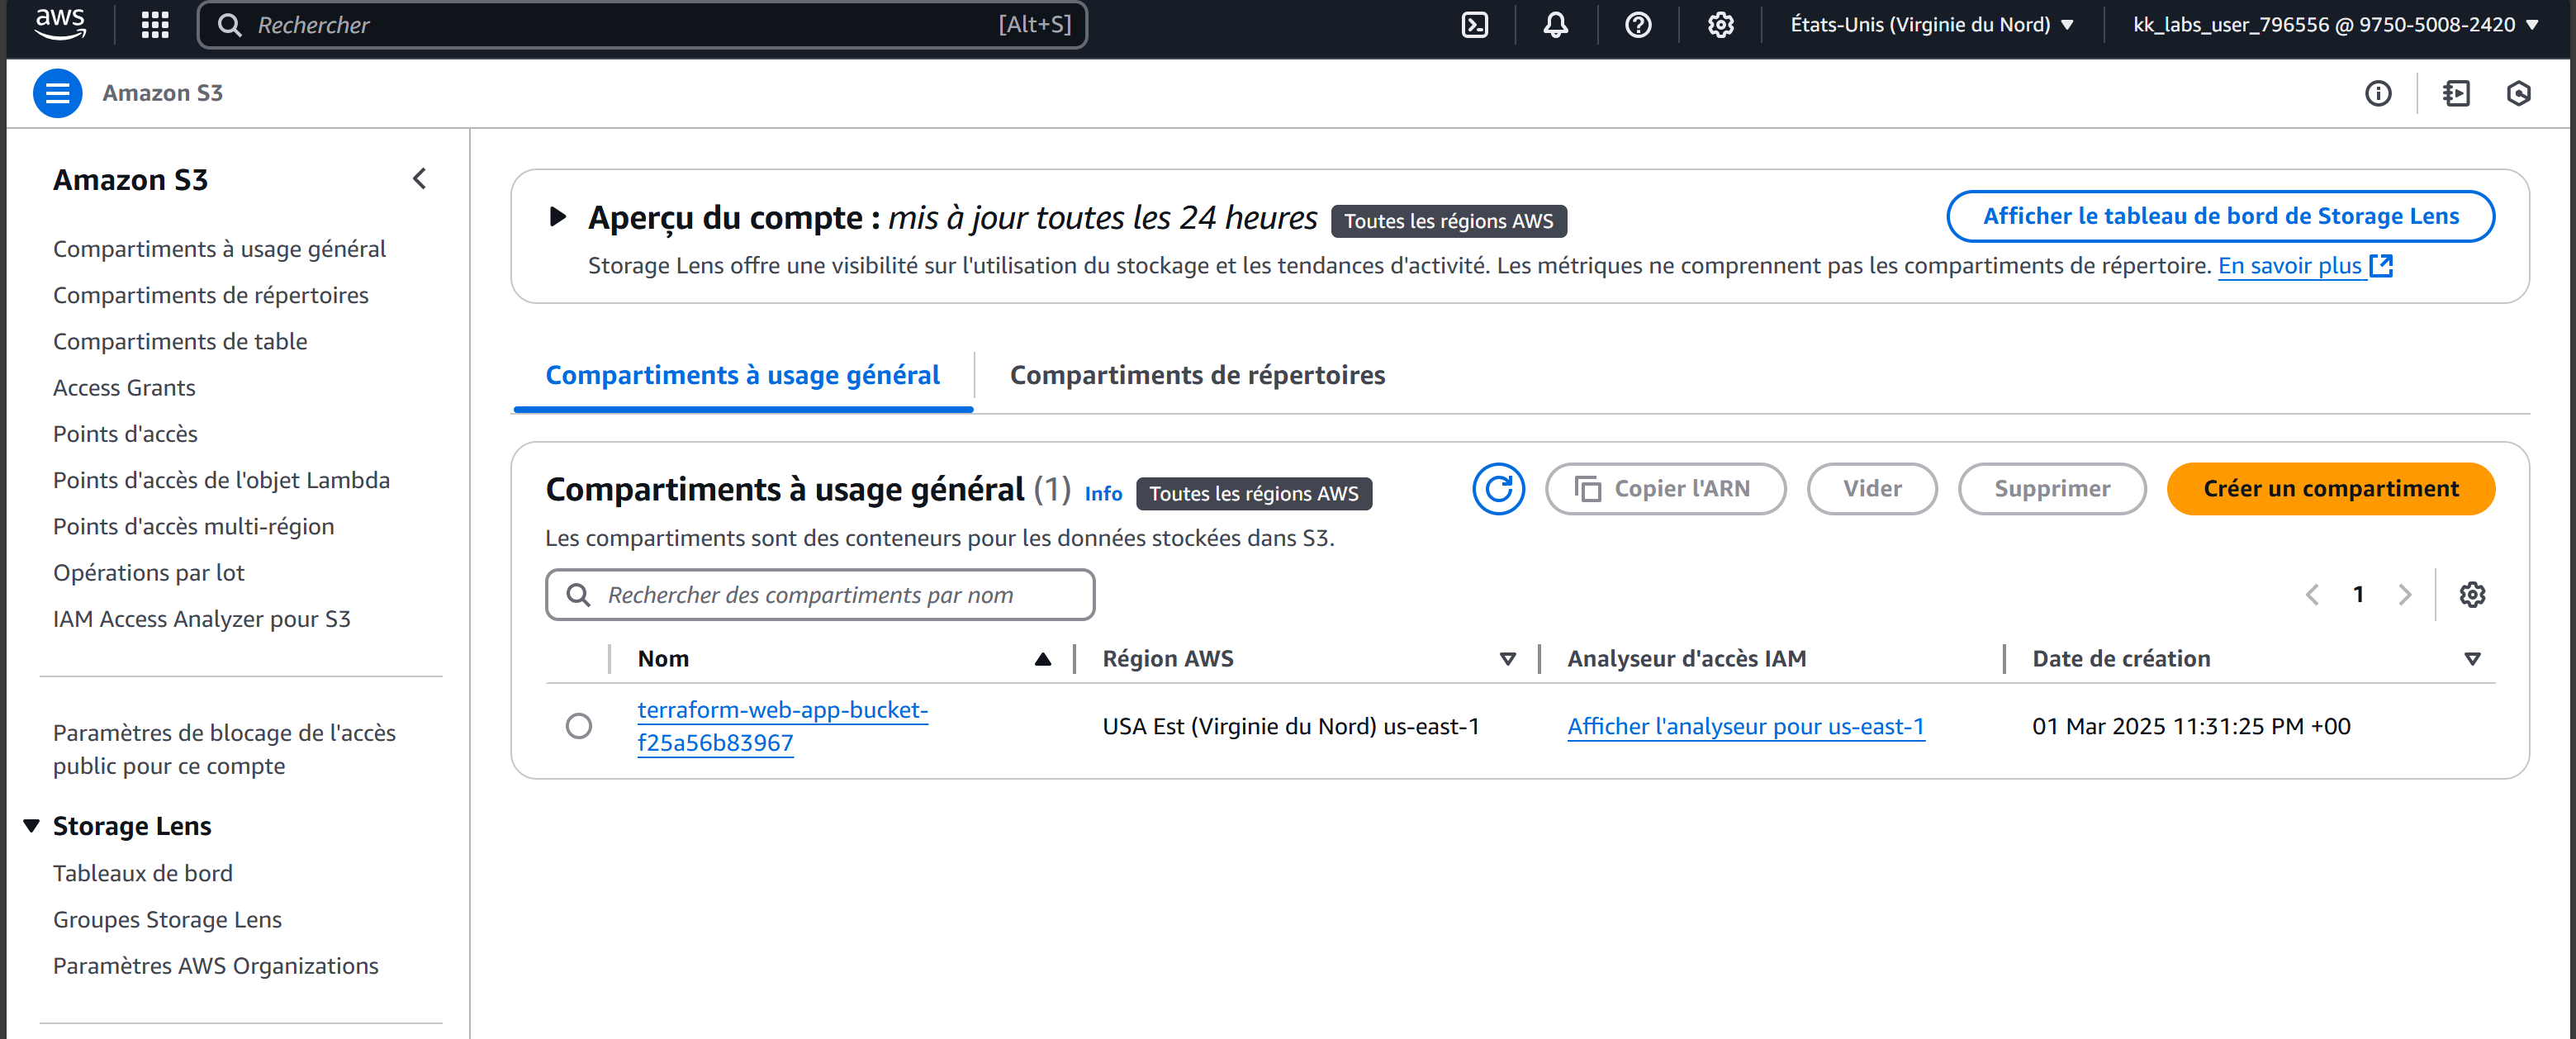 aws
Rechercher
[Alt+S]
États-Unis (Virginie du Nord)
kk_labs_user_796556 @ 9750-5008-2420
Amazon S3
Amazon S3
Compartiments à usage général
Compartiments de répertoires
Compartiments de table
Access Grants
Points d'accès
Points d'accès de l'objet Lambda
Points d'accès multi-région
Opérations par lot
IAM Access Analyzer pour S3
Paramètres de blocage de l'accès
public pour ce compte
Storage Lens
Tableaux de bord
Groupes Storage Lens
Paramètres AWS Organizations
Aperçu du compte : mis à jour toutes les 24 heures
Toutes les régions AWS
Afficher le tableau de bord de Storage Lens
Storage Lens offre une visibilité sur l'utilisation du stockage et les tendances d'activité. Les métriques ne comprennent pas les compartiments de répertoire. En savoir plus
Compartiments à usage général
Compartiments de répertoires
Compartiments à usage général (1)
Info
Toutes les régions AWS
Copier l'ARN
Vider
Supprimer
Créer un compartiment
Les compartiments sont des conteneurs pour les données stockées dans S3.
Rechercher des compartiments par nom
1
Nom
Région AWS
Analyseur d'accès IAM
Date de création
terraform-web-app-bucket-
f25a56b83967
USA Est (Virginie du Nord) us-east-1
Afficher l'analyseur pour us-east-1
01 Mar 2025 11:31:25 PM +00